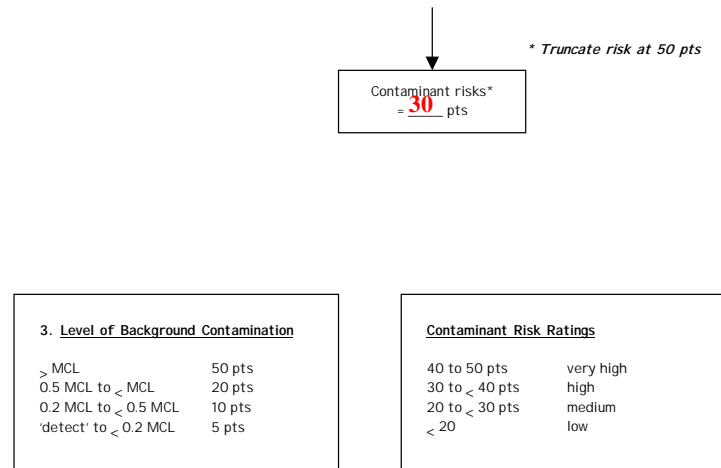 * Truncate risk at 50 pts
Contaminant risks*
= 30 pts
3. Level of Background Contamination
> MCL 50 pts
0.5 MCL to < MCL 20 pts
0.2 MCL to < 0.5 MCL 10 pts
‘detect’ to < 0.2 MCL 5 pts
Contaminant Risk Ratings
40 to 50 pts very high
30 to < 40 pts high
20 to < 30 pts medium
< 20 low